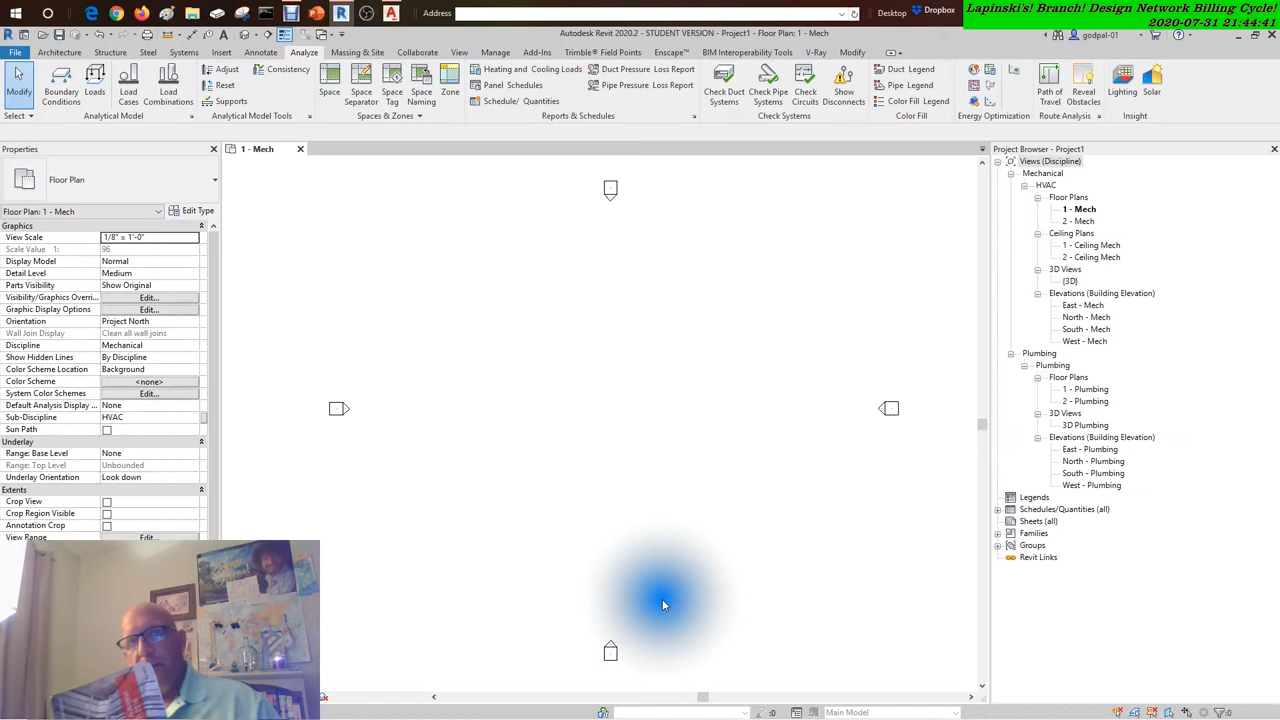 Address
Desktop
Dropbox
Lapinski's! Branch! Design Network Billing Cycle!
2020-07-31 21:44:41
Autodesk Revit 2020.2 - STUDENT VERSION - Project1 - Floor Plan: 1 - Mech
godpal-01
File Architecture Structure Steel Systems Insert Annotate Analyze Massing & Site Collaborate View Manage Add-Ins Trimble® Field Points Enscape™ BIM Interoperability Tools V-Ray Modify
Modify
Select
Boundary Conditions
Loads
Load Cases
Load Combinations
Analytical Model
Adjust
Reset
Supports
Consistency
Analytical Model Tools
Space
Space Separator
Space Tag
Space Naming
Zone
Spaces & Zones
Heating and Cooling Loads
Panel Schedules
Schedule/ Quantities
Duct Pressure Loss Report
Pipe Pressure Loss Report
Reports & Schedules
Check Duct Systems
Check Pipe Systems
Check Circuits
Show Disconnects
Check Systems
Duct Legend
Pipe Legend
Color Fill Legend
Color Fill
Energy Optimization
Path of Travel
Reveal Obstacles
Route Analysis
Lighting
Solar
Insight
Properties
Floor Plan
Floor Plan: 1 - Mech
Edit Type
Graphics
View Scale 1/8" = 1'-0"
Scale Value 1: 96
Display Model Normal
Detail Level Medium
Parts Visibility Show Original
Visibility/Graphics Overri... Edit...
Graphic Display Options Edit...
Orientation Project North
Wall Join Display Clean all wall joins
Discipline Mechanical
Show Hidden Lines By Discipline
Color Scheme Location Background
Color Scheme <none>
System Color Schemes Edit...
Default Analysis Display ... None
Sub-Discipline HVAC
Sun Path
Underlay
Range: Base Level None
Range: Top Level Unbounded
Underlay Orientation Look down
Extents
Crop View
Crop Region Visible
Annotation Crop
View Range Edit...
1 - Mech
Project Browser - Project1
Views (Discipline)
Mechanical
HVAC
Floor Plans
1 - Mech
2 - Mech
Ceiling Plans
1 - Ceiling Mech
2 - Ceiling Mech
3D Views
{3D}
Elevations (Building Elevation)
East - Mech
North - Mech
South - Mech
West - Mech
Plumbing
Plumbing
Floor Plans
1 - Plumbing
2 - Plumbing
3D Views
3D Plumbing
Elevations (Building Elevation)
East - Plumbing
North - Plumbing
South - Plumbing
West - Plumbing
Legends
Schedules/Quantities (all)
Sheets (all)
Families
Groups
Revit Links
:0
Main Model
:0